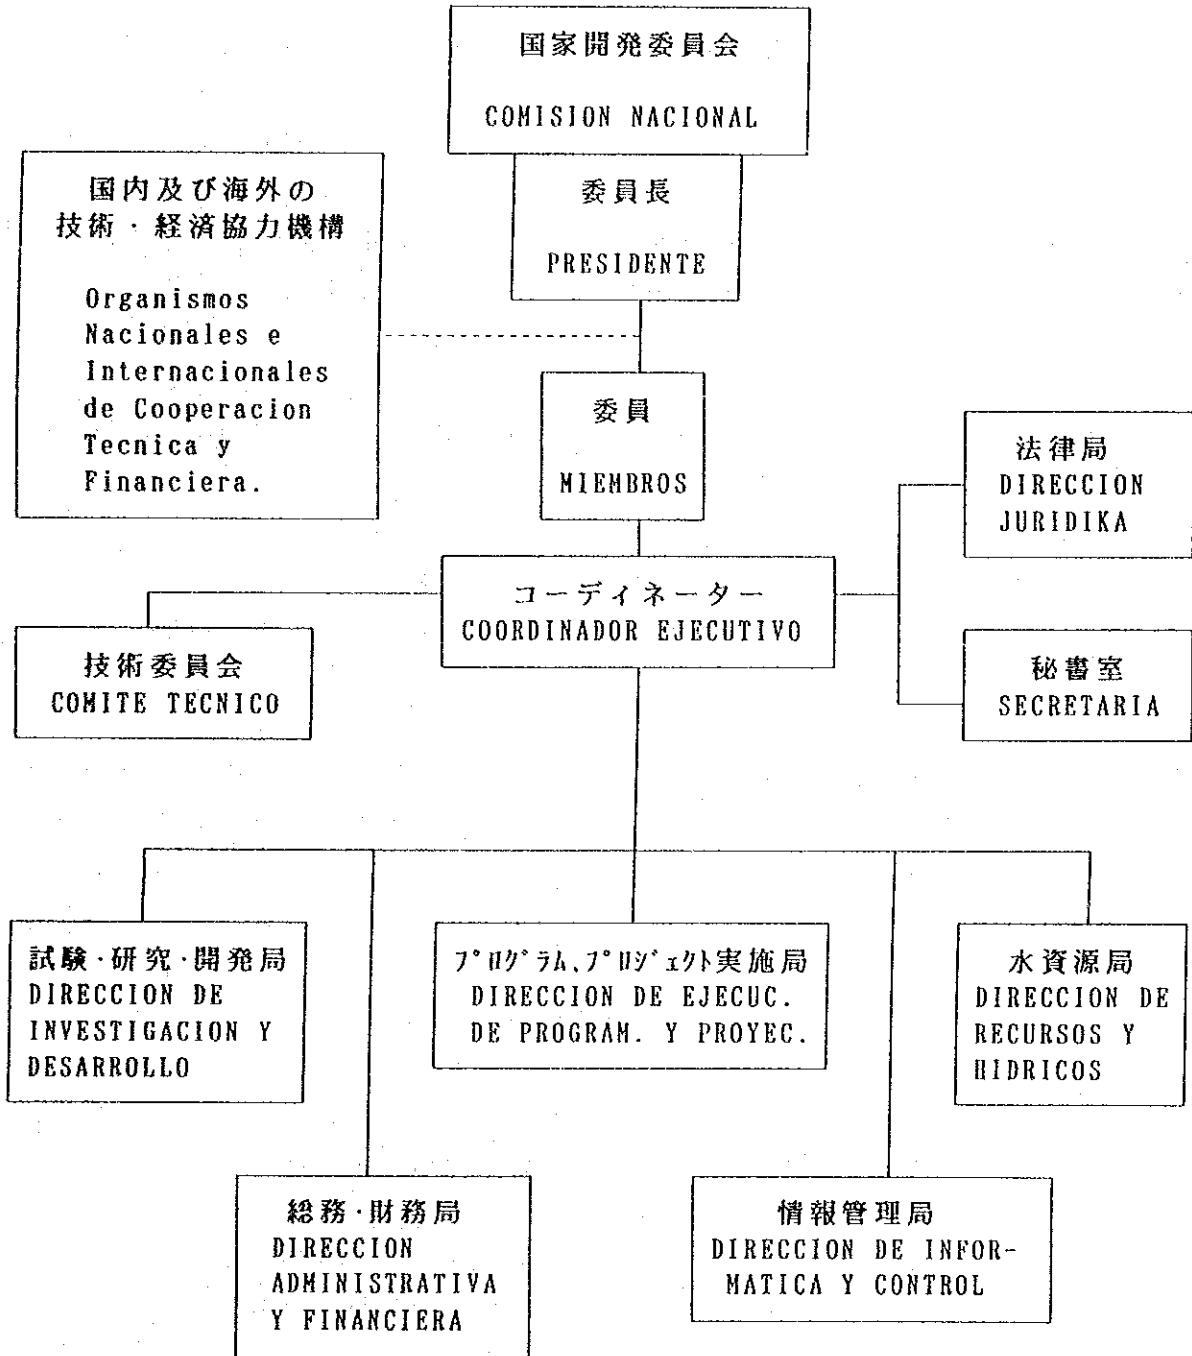 国家開発委員会
COMISION NACIONAL
委員長
PRESIDENTE
国内及び海外の
技術・経済協力機構
Organismos
Nacionales e
Internacionales
de Cooperacion
Tecnica y
Financiera.
委員
MIEMBROS
法律局
DIRECCION
JURIDIKA
コーディネーター
COORDINADOR EJECUTIVO
技術委員会
COMITE TECNICO
秘書室
SECRETARIA
試験·研究·開発局
DIRECCION DE
INVESTIGACION Y
DESARROLLO
プログラム、プロジェクト実施局
DIRECCION DE EJECUC.
DE PROGRAM. Y PROYEC.
水資源局
DIRECCION DE
RECURSOS Y
HIDRICOS
総務·財務局
DIRECCION
ADMINISTRATIVA
Y FINANCIERA
情報管理局
DIRECCION DE INFOR-
MATICA Y CONTROL